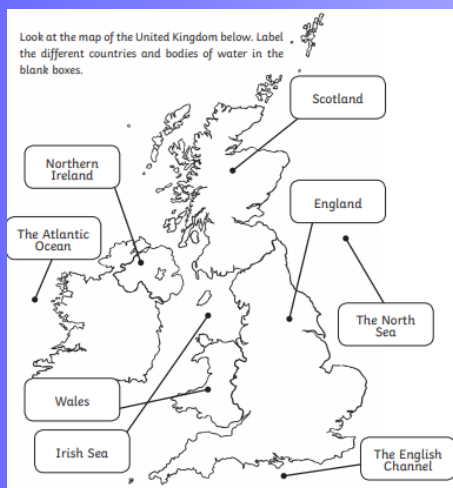 Look at the map of the United Kingdom below. Label
the different countries and bodies of water in the
blank boxes.
Scotland
Northern
Ireland
England
The Atlantic
Ocean
The North
Sea
Wales
Irish Sea
The English
Channel